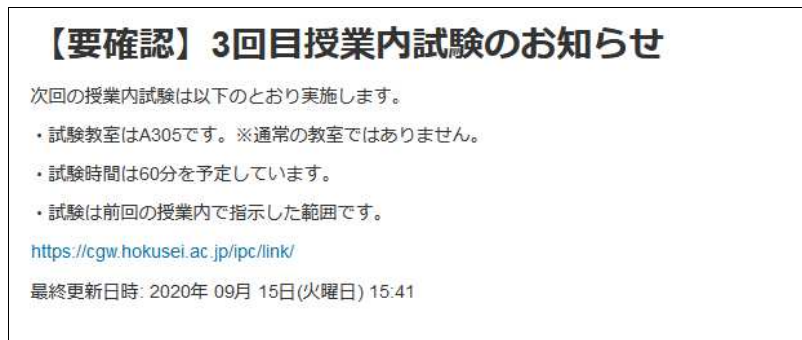 【要確認】3回目授業内試験のお知らせ
次回の授業内試験は以下のとおり実施します。
・試験教室はA305です。※通常の教室ではありません。
・試験時間は60分を予定しています。
・試験は前回の授業内で指示した範囲です。
https://cgw.hokusei.ac.jp/ipc/link/
最終更新日時: 2020年 09月 15日(火曜日) 15:41